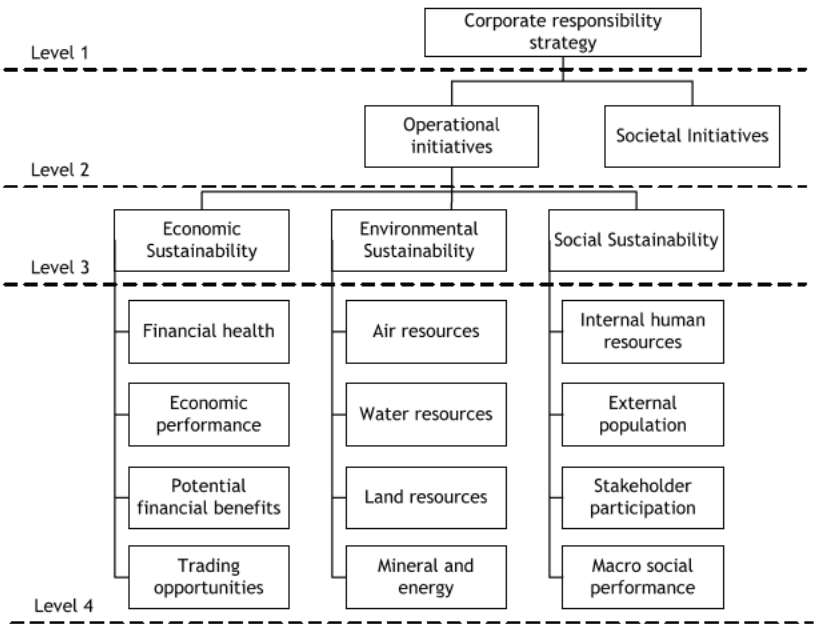 Corporate responsibility
strategy
Level 1
Operational
initiatives
Societal Initiatives
Level 2
Economic
Sustainability
Environmental
Sustainability
Social Sustainability
Level 3
Financial health
Air resources
Internal human
resources
Economic
performance
Water resources
External
population
Potential
financial benefits
Land resources
Stakeholder
participation
Trading
opportunities
Mineral and
energy
Macro social
performance
Level 4